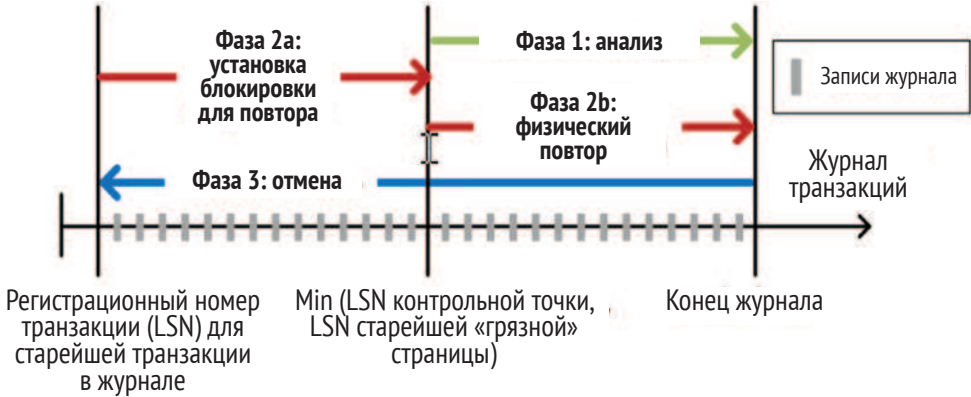 Фаза 2а:
установка
блокировки
для повтора
Фаза 1: анализ
Записи журнала
Фаза 2b:
физический
повтор
Фаза 3: отмена
Журнал
транзакций
Регистрационный номер
транзакции (LSN) для
старейшей транзакции
в журнале
Min (LSN контрольной точки,
LSN старейшей «грязной»
страницы)
Конец журнала